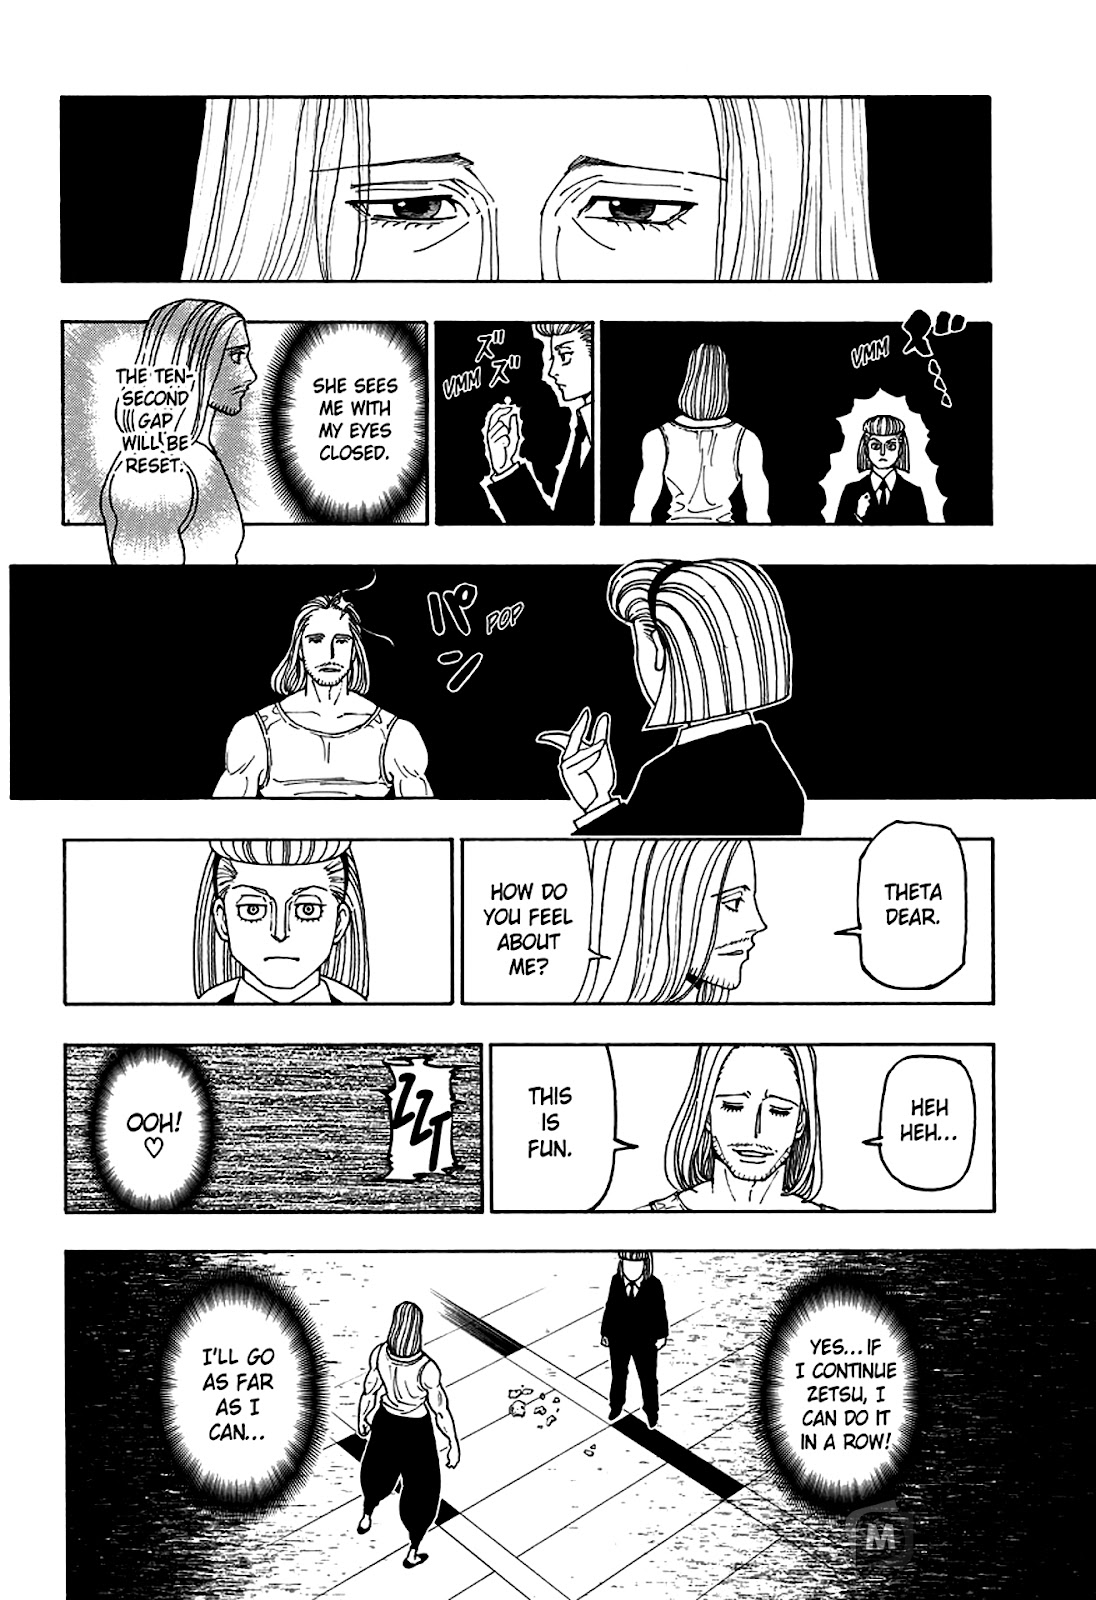 ズズ…
VMM
ズ
ズ
VMM
SHE SEES
ME WITH
MY EYES
CLOSED.
THE TEN-
SECOND
GAP
WILL BE
RESET.
パン
POP
THETA
DEAR.
HOW DO
YOU FEEL
ABOUT
ME?
HEH
HEH...
THIS
IS
FUN.
ZZT
OOH!
♡
YES... IF
I CONTINUE
ZETSU, I
CAN DO IT
IN A ROW!
I'LL GO
AS FAR
AS I
CAN...
M